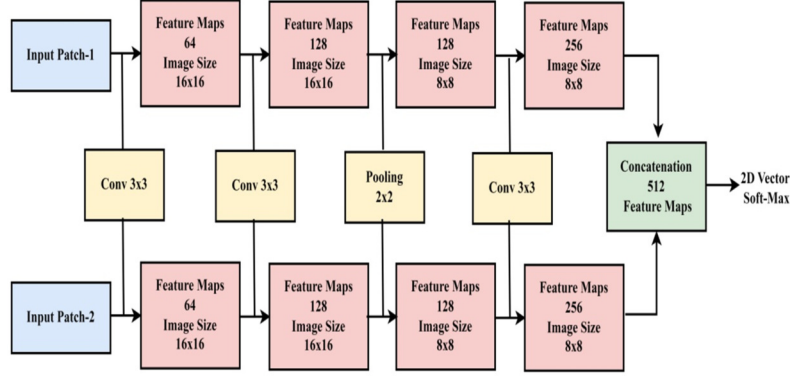 Input Patch-1
Feature Maps
64
Image Size
16x16
Feature Maps
128
Image Size
16x16
Feature Maps
128
Image Size
8x8
Feature Maps
256
Image Size
8x8
Conv 3x3
Conv 3x3
Pooling
2x2
Conv 3x3
Concatenation
512
Feature Maps
2D Vector
Soft-Max
Input Patch-2
Feature Maps
64
Image Size
16x16
Feature Maps
128
Image Size
16x16
Feature Maps
128
Image Size
8x8
Feature Maps
256
Image Size
8x8